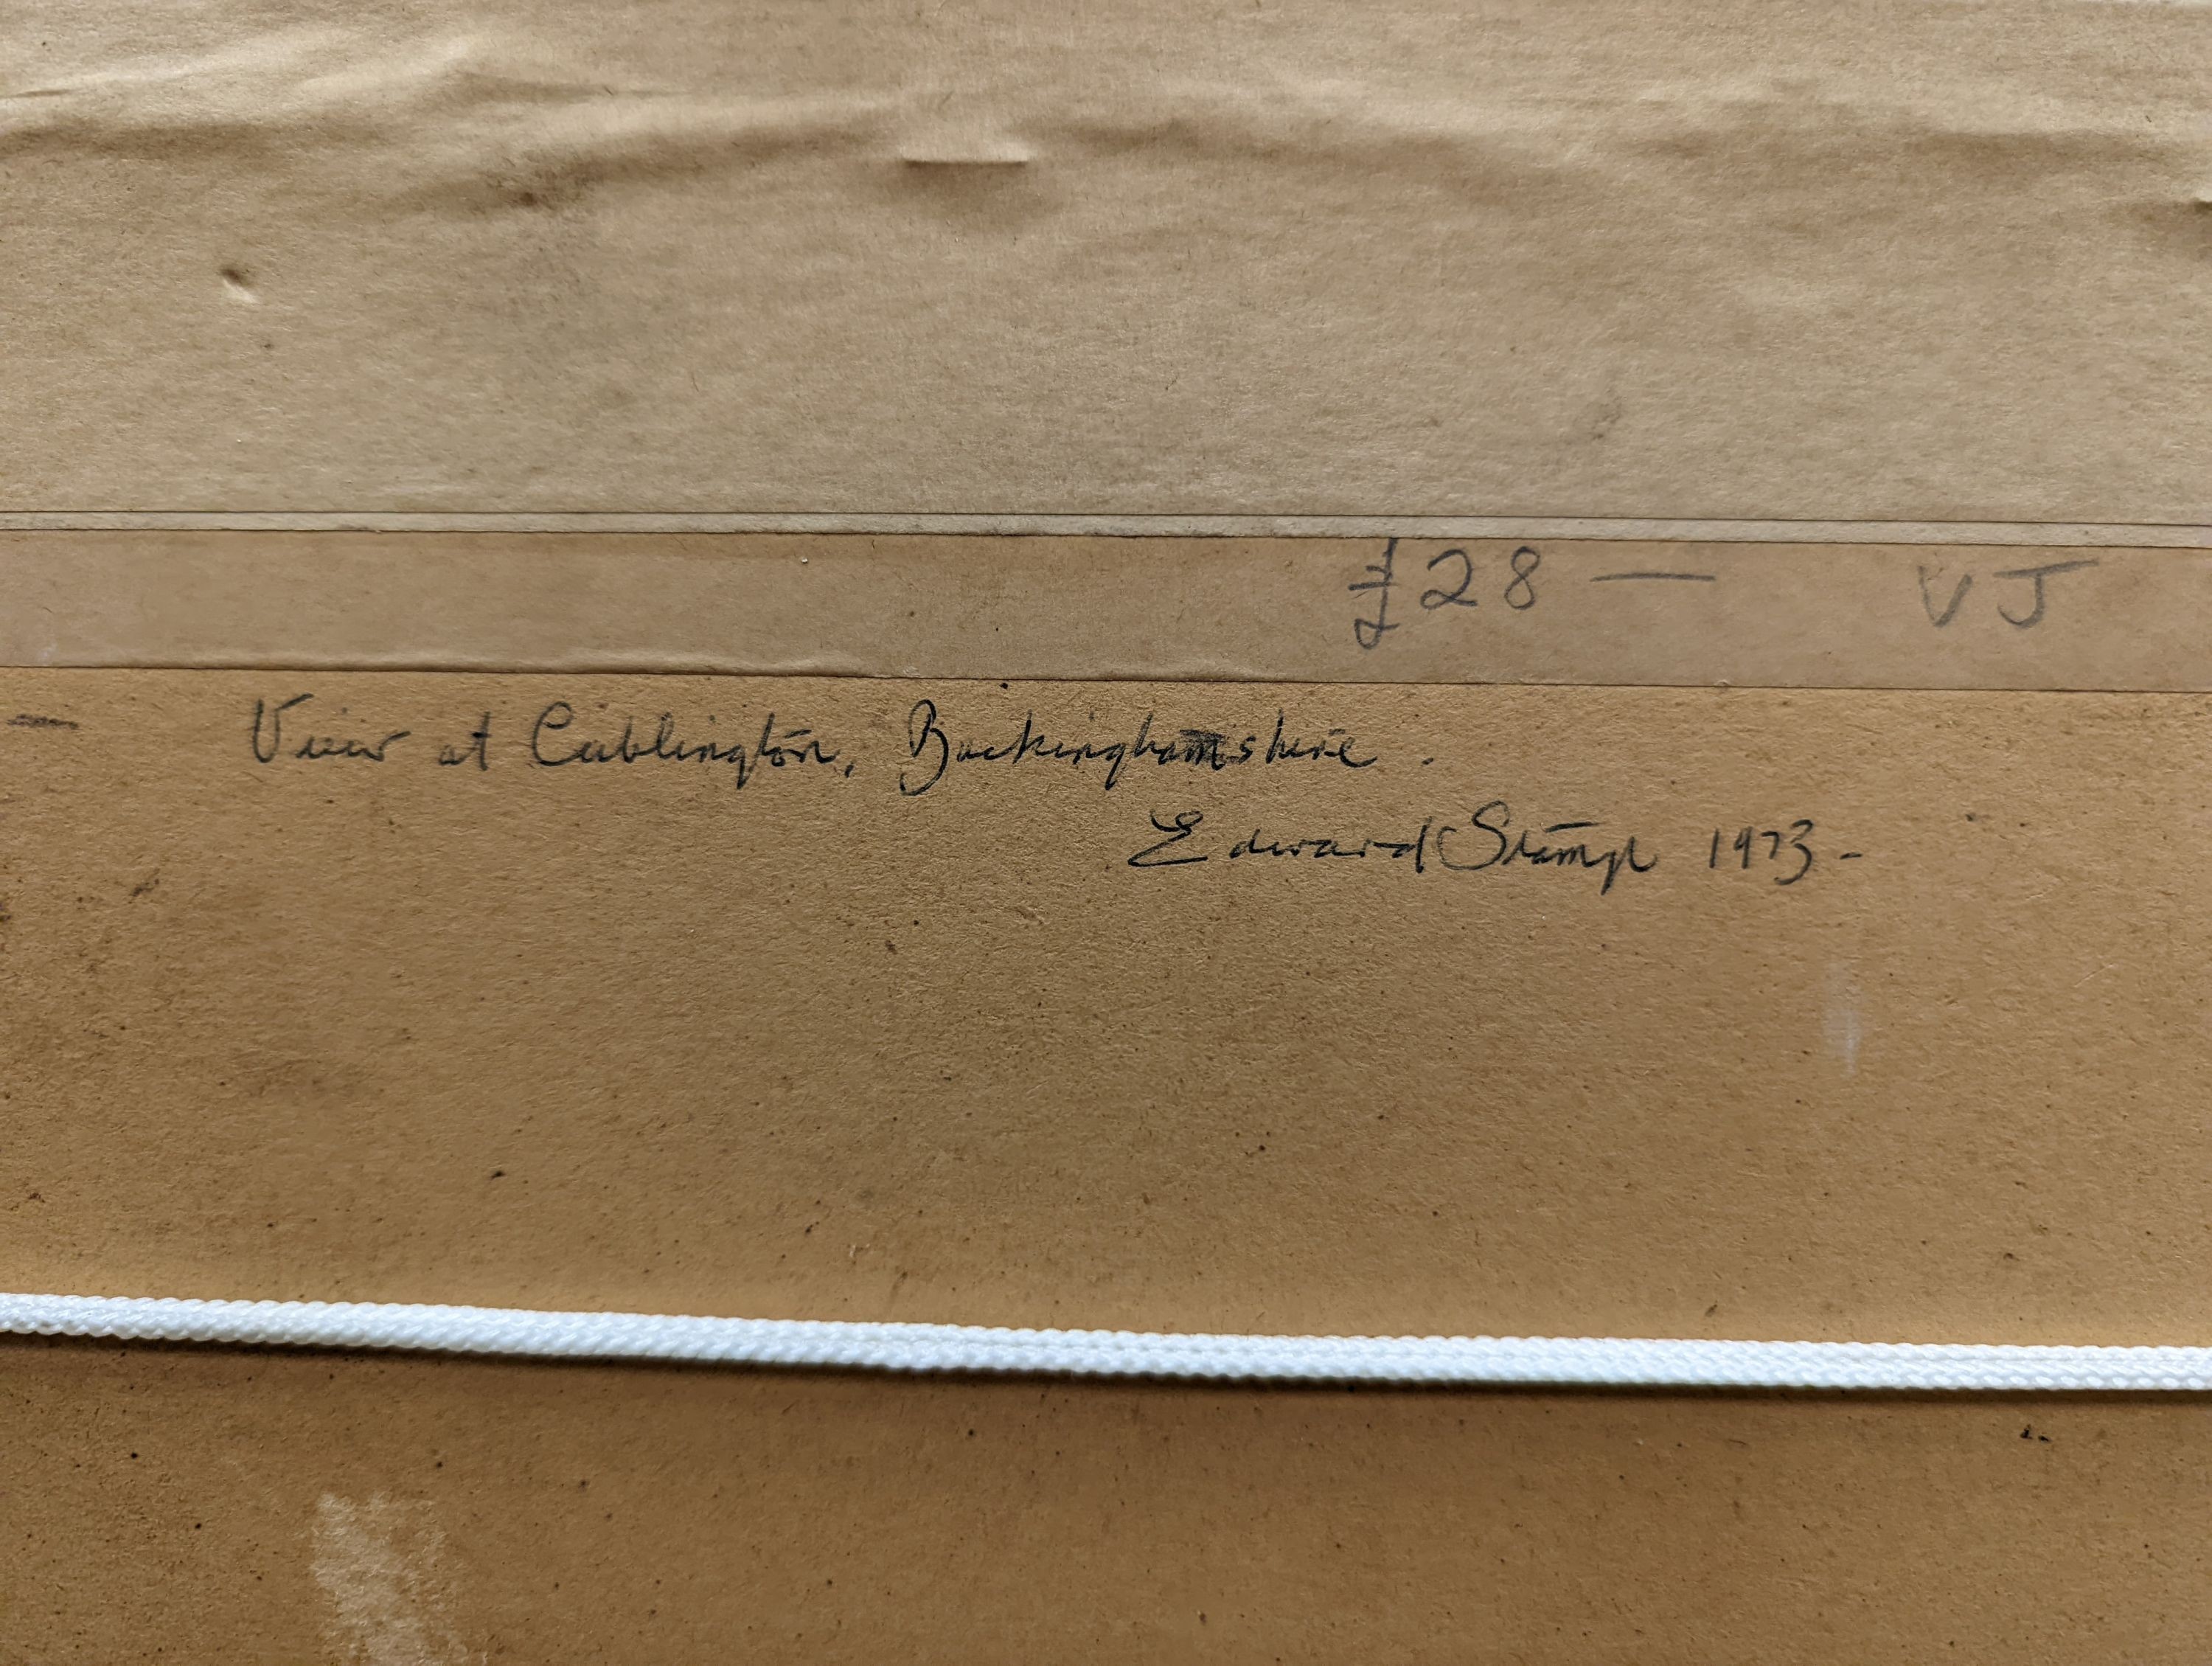 £28 — VJ
— View at Cublington, Buckinghamshire.
Edward Stamp 1973-